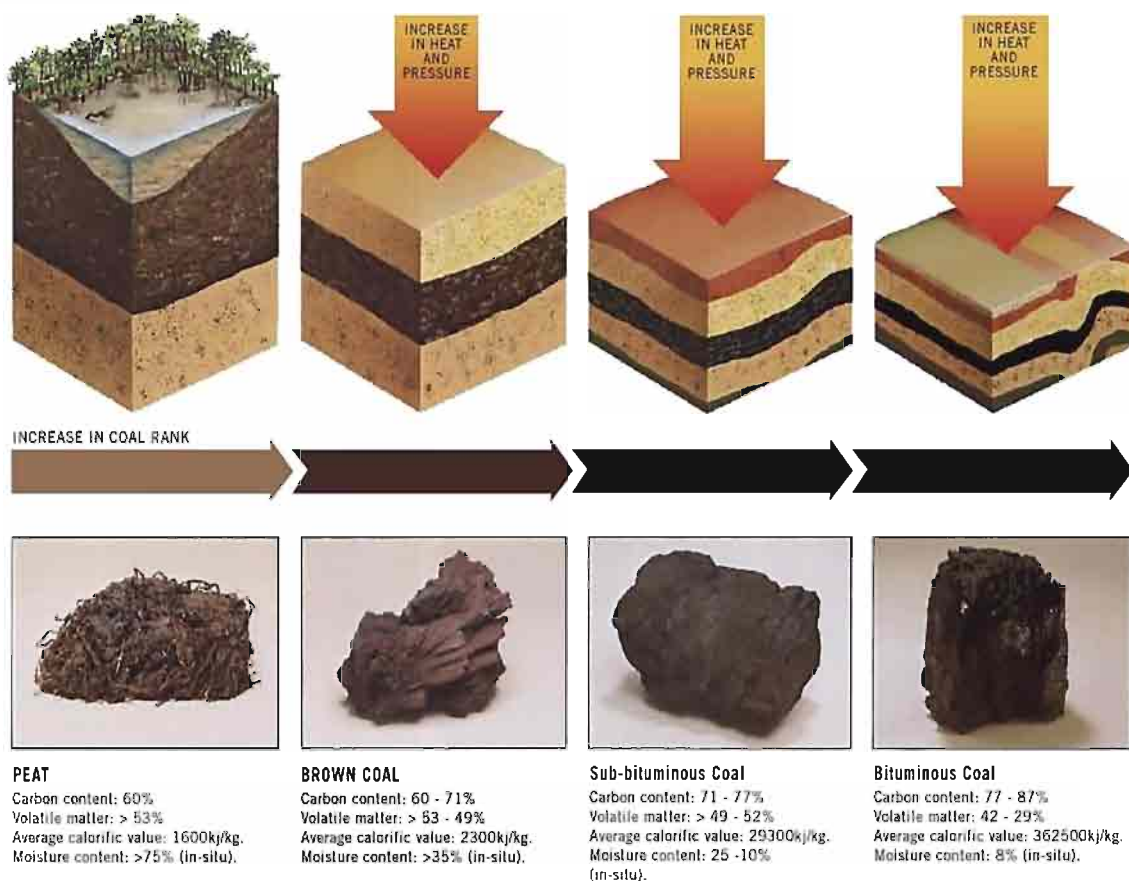 INCREASE
IN HEAT
AND
PRESSURE
INCREASE
IN HEAT
AND
PRESSURE
INCREASE
IN HEAT
AND
PRESSURE
INCREASE IN COAL RANK
PEAT
Carbon content: 60%
Volatile matter: > 53%
Average calorific value: 1600kj/kg.
Moisture content: >75% (in-situ).
BROWN COAL
Carbon content: 60 - 71%
Volatile matter: > 53 - 49%
Average calorific value: 2300kj/kg.
Moisture content: >35% (in-situ).
Sub-bituminous Coal
Carbon content: 71 - 77%
Volatile matter: > 49 - 52%
Average calorific value: 29300kj/kg.
Moisture content: 25 -10%
(in-situ).
Bituminous Coal
Carbon content: 77 - 87%
Volatile matter: 42 - 29%
Average calorific value: 362500kj/kg.
Moisture content: 8% (in-situ).